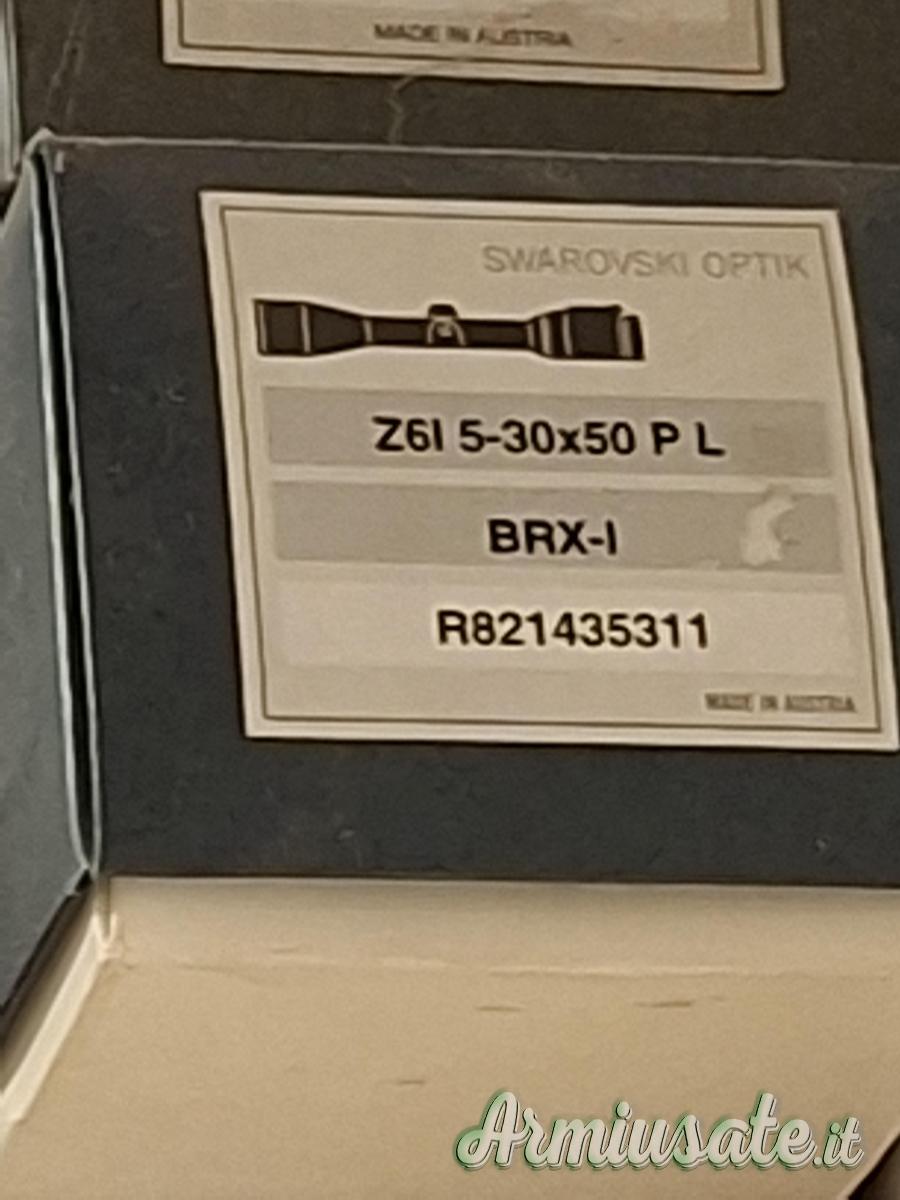 MADE IN AUSTRIA
SWAROVSKI OPTIK
Z6I 5-30x50 P L
BRX-I
R821435311
MADE IN AUSTRIA
Armiusate.it